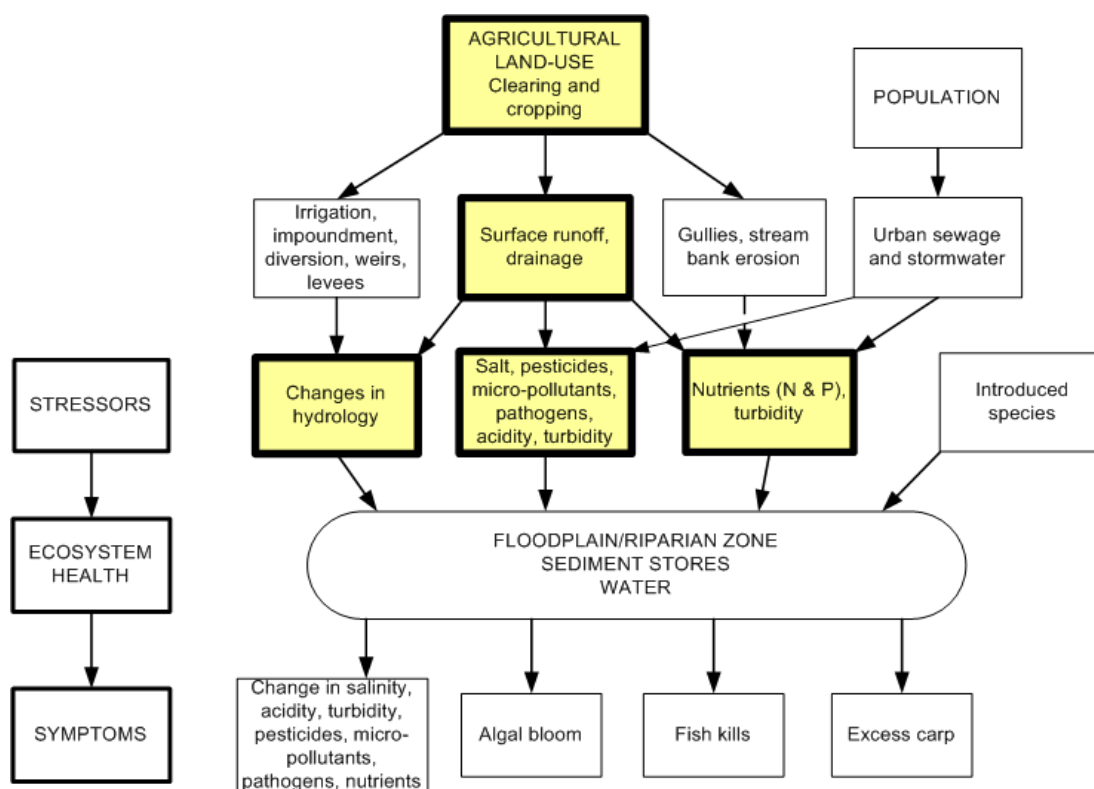 AGRICULTURAL
LAND-USE
Clearing and
cropping
POPULATION
Irrigation,
impoundment,
diversion, weirs,
levees
Surface runoff,
drainage
Gullies, stream
bank erosion
Urban sewage
and stormwater
STRESSORS
Changes in
hydrology
Salt, pesticides,
micro-pollutants,
pathogens,
acidity, turbidity
Nutrients (N & P),
turbidity
Introduced
species
ECOSYSTEM
HEALTH
FLOODPLAIN/RIPARIAN ZONE
SEDIMENT STORES
WATER
SYMPTOMS
Change in salinity,
acidity, turbidity,
pesticides, micro-
pollutants,
pathogens, nutrients
Algal bloom
Fish kills
Excess carp